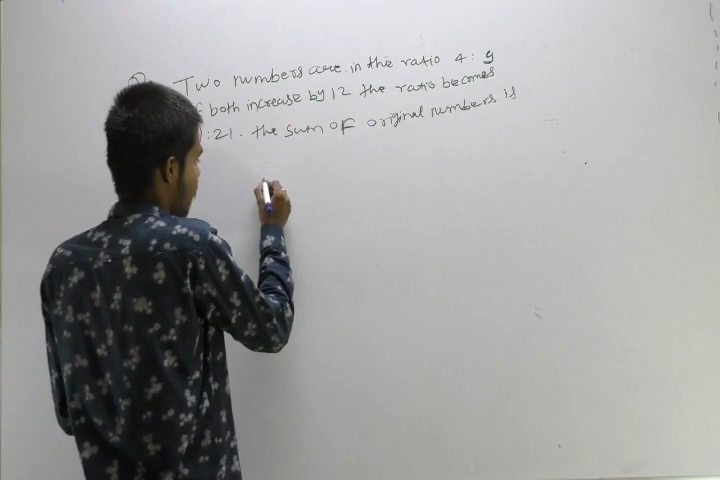 Two numbers are in the ratio 4 : 9
both increase by 12 the ratio becomes
: 21 . the sum of original numbers is